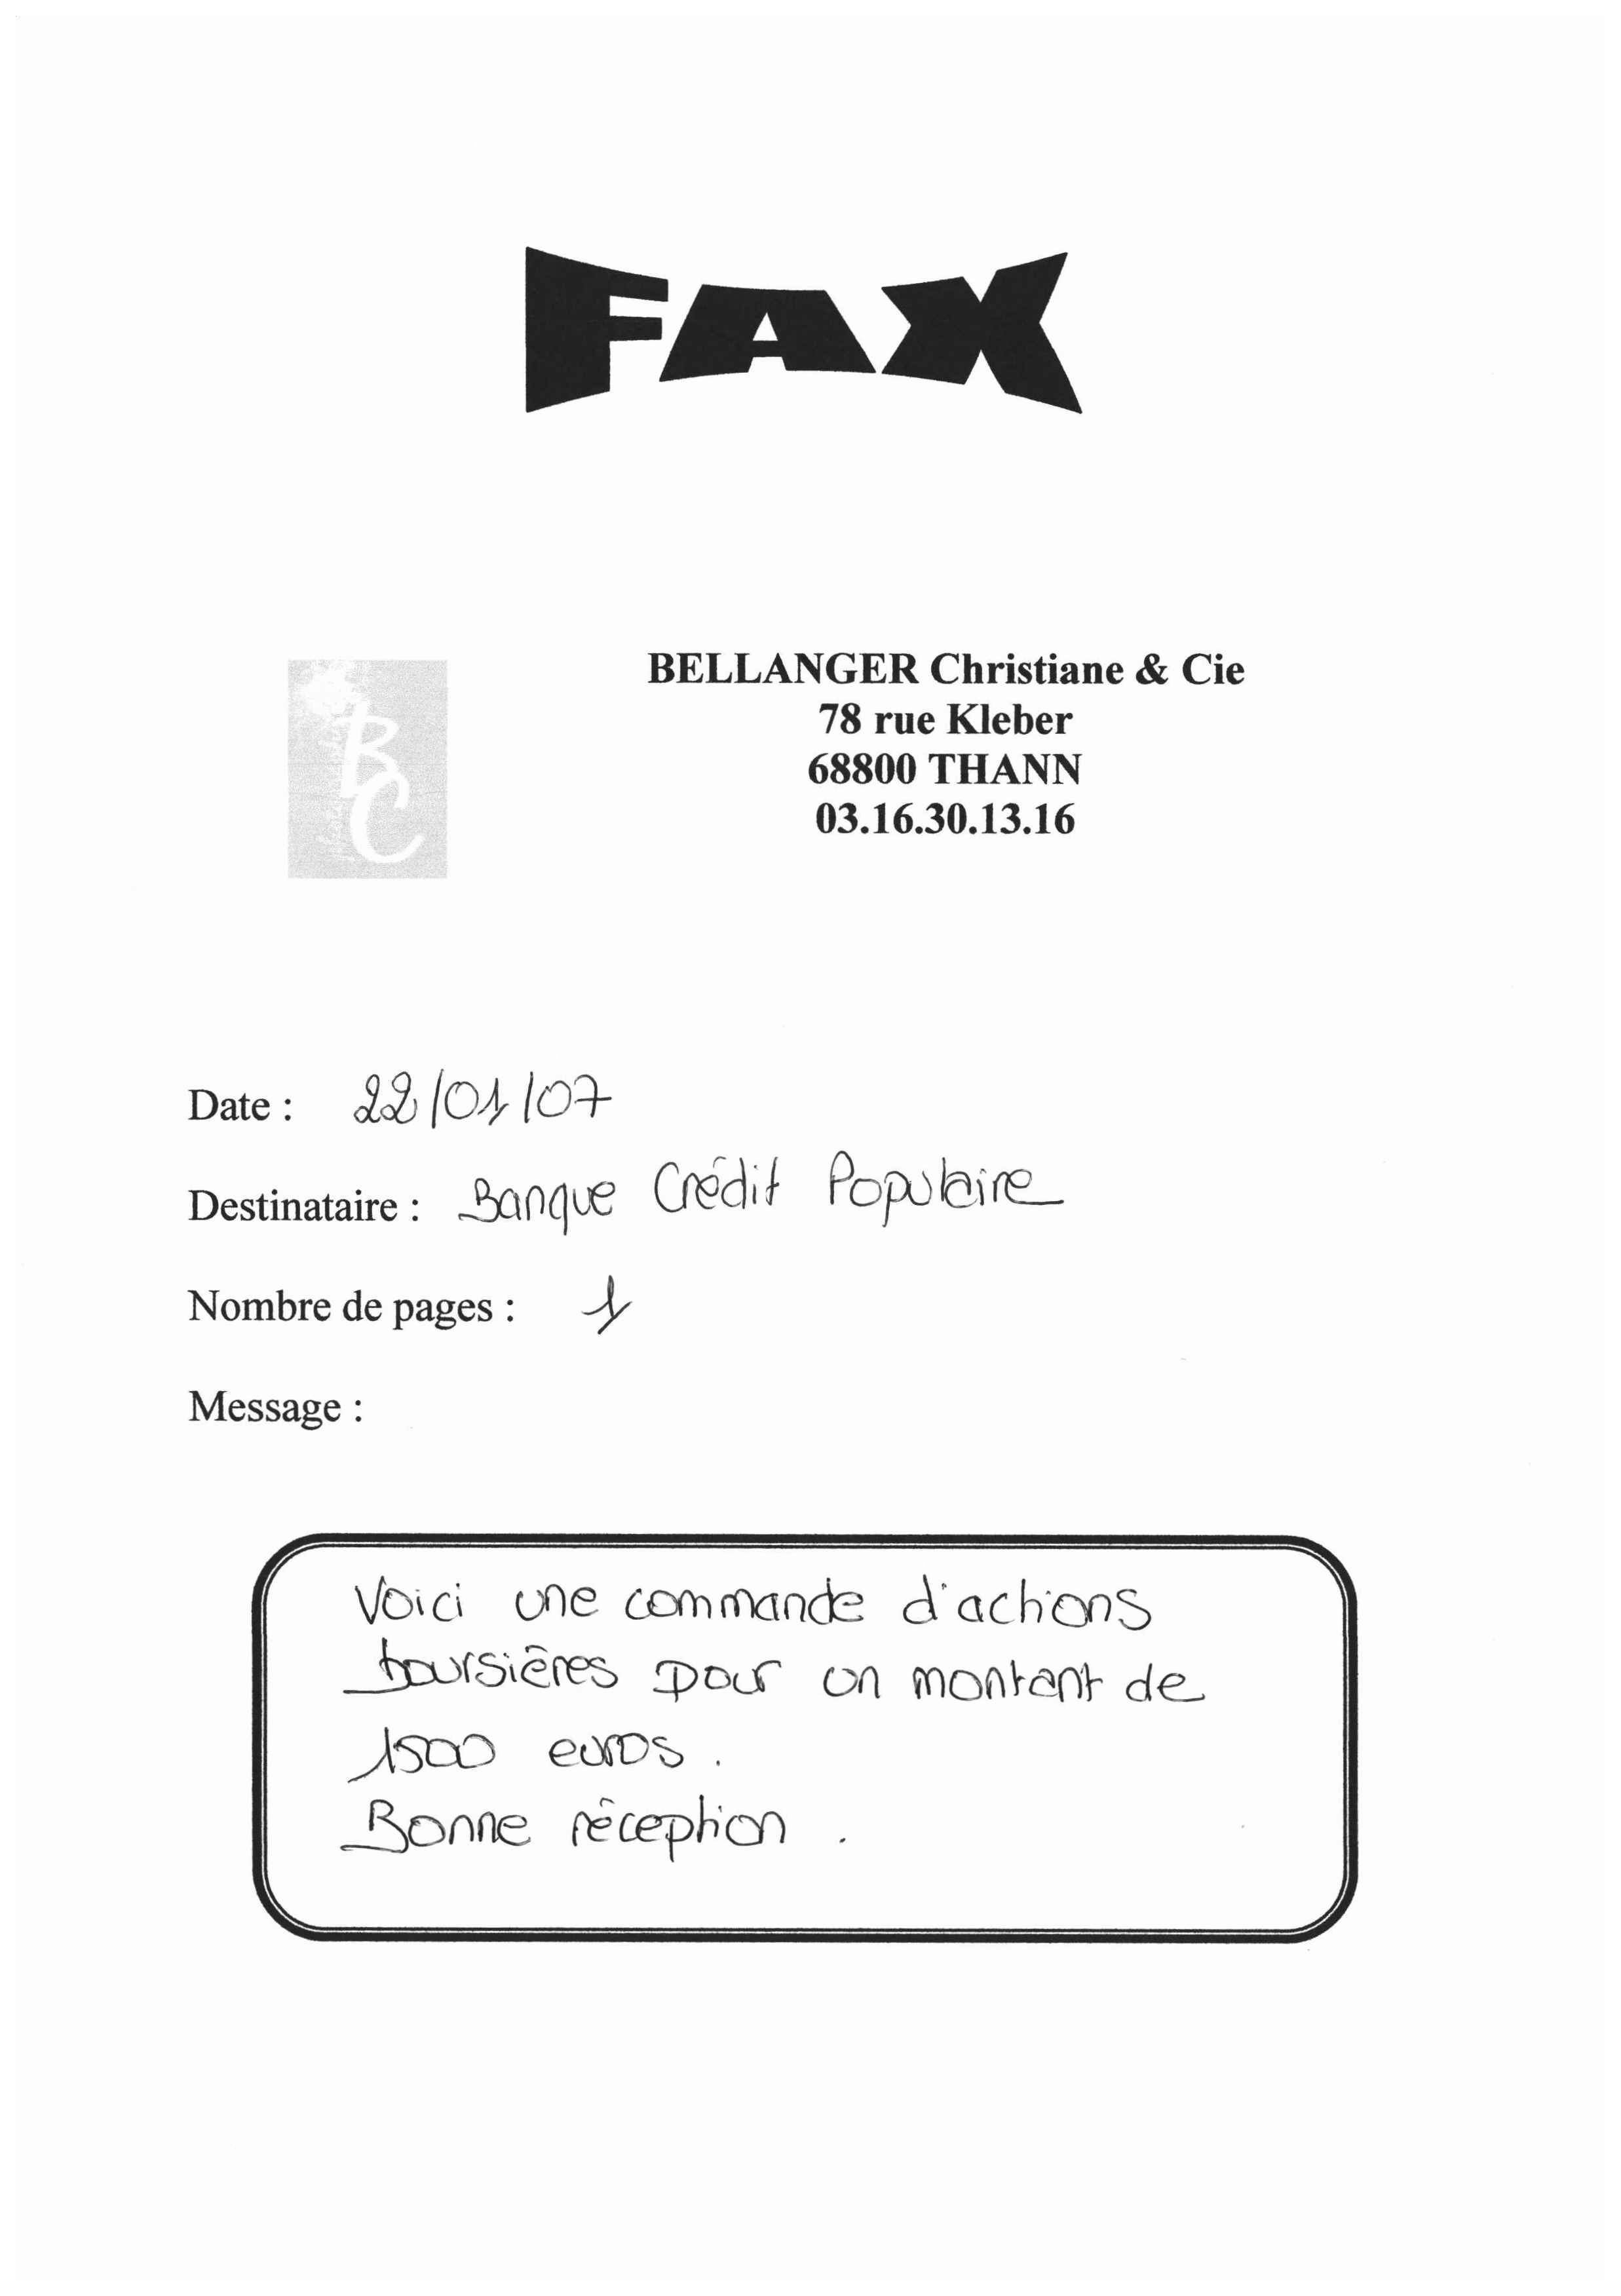 FAX
BC
BELLANGER Christiane & Cie
78 rue Kleber
68800 THANN
03.16.30.13.16
Date : 22/01/07
Destinataire : Banque Crédit Populaire
Nombre de pages : 1
Message :
Voici une commande d'actions
boursières pour un montant de
1500 euros.
Bonne réception.